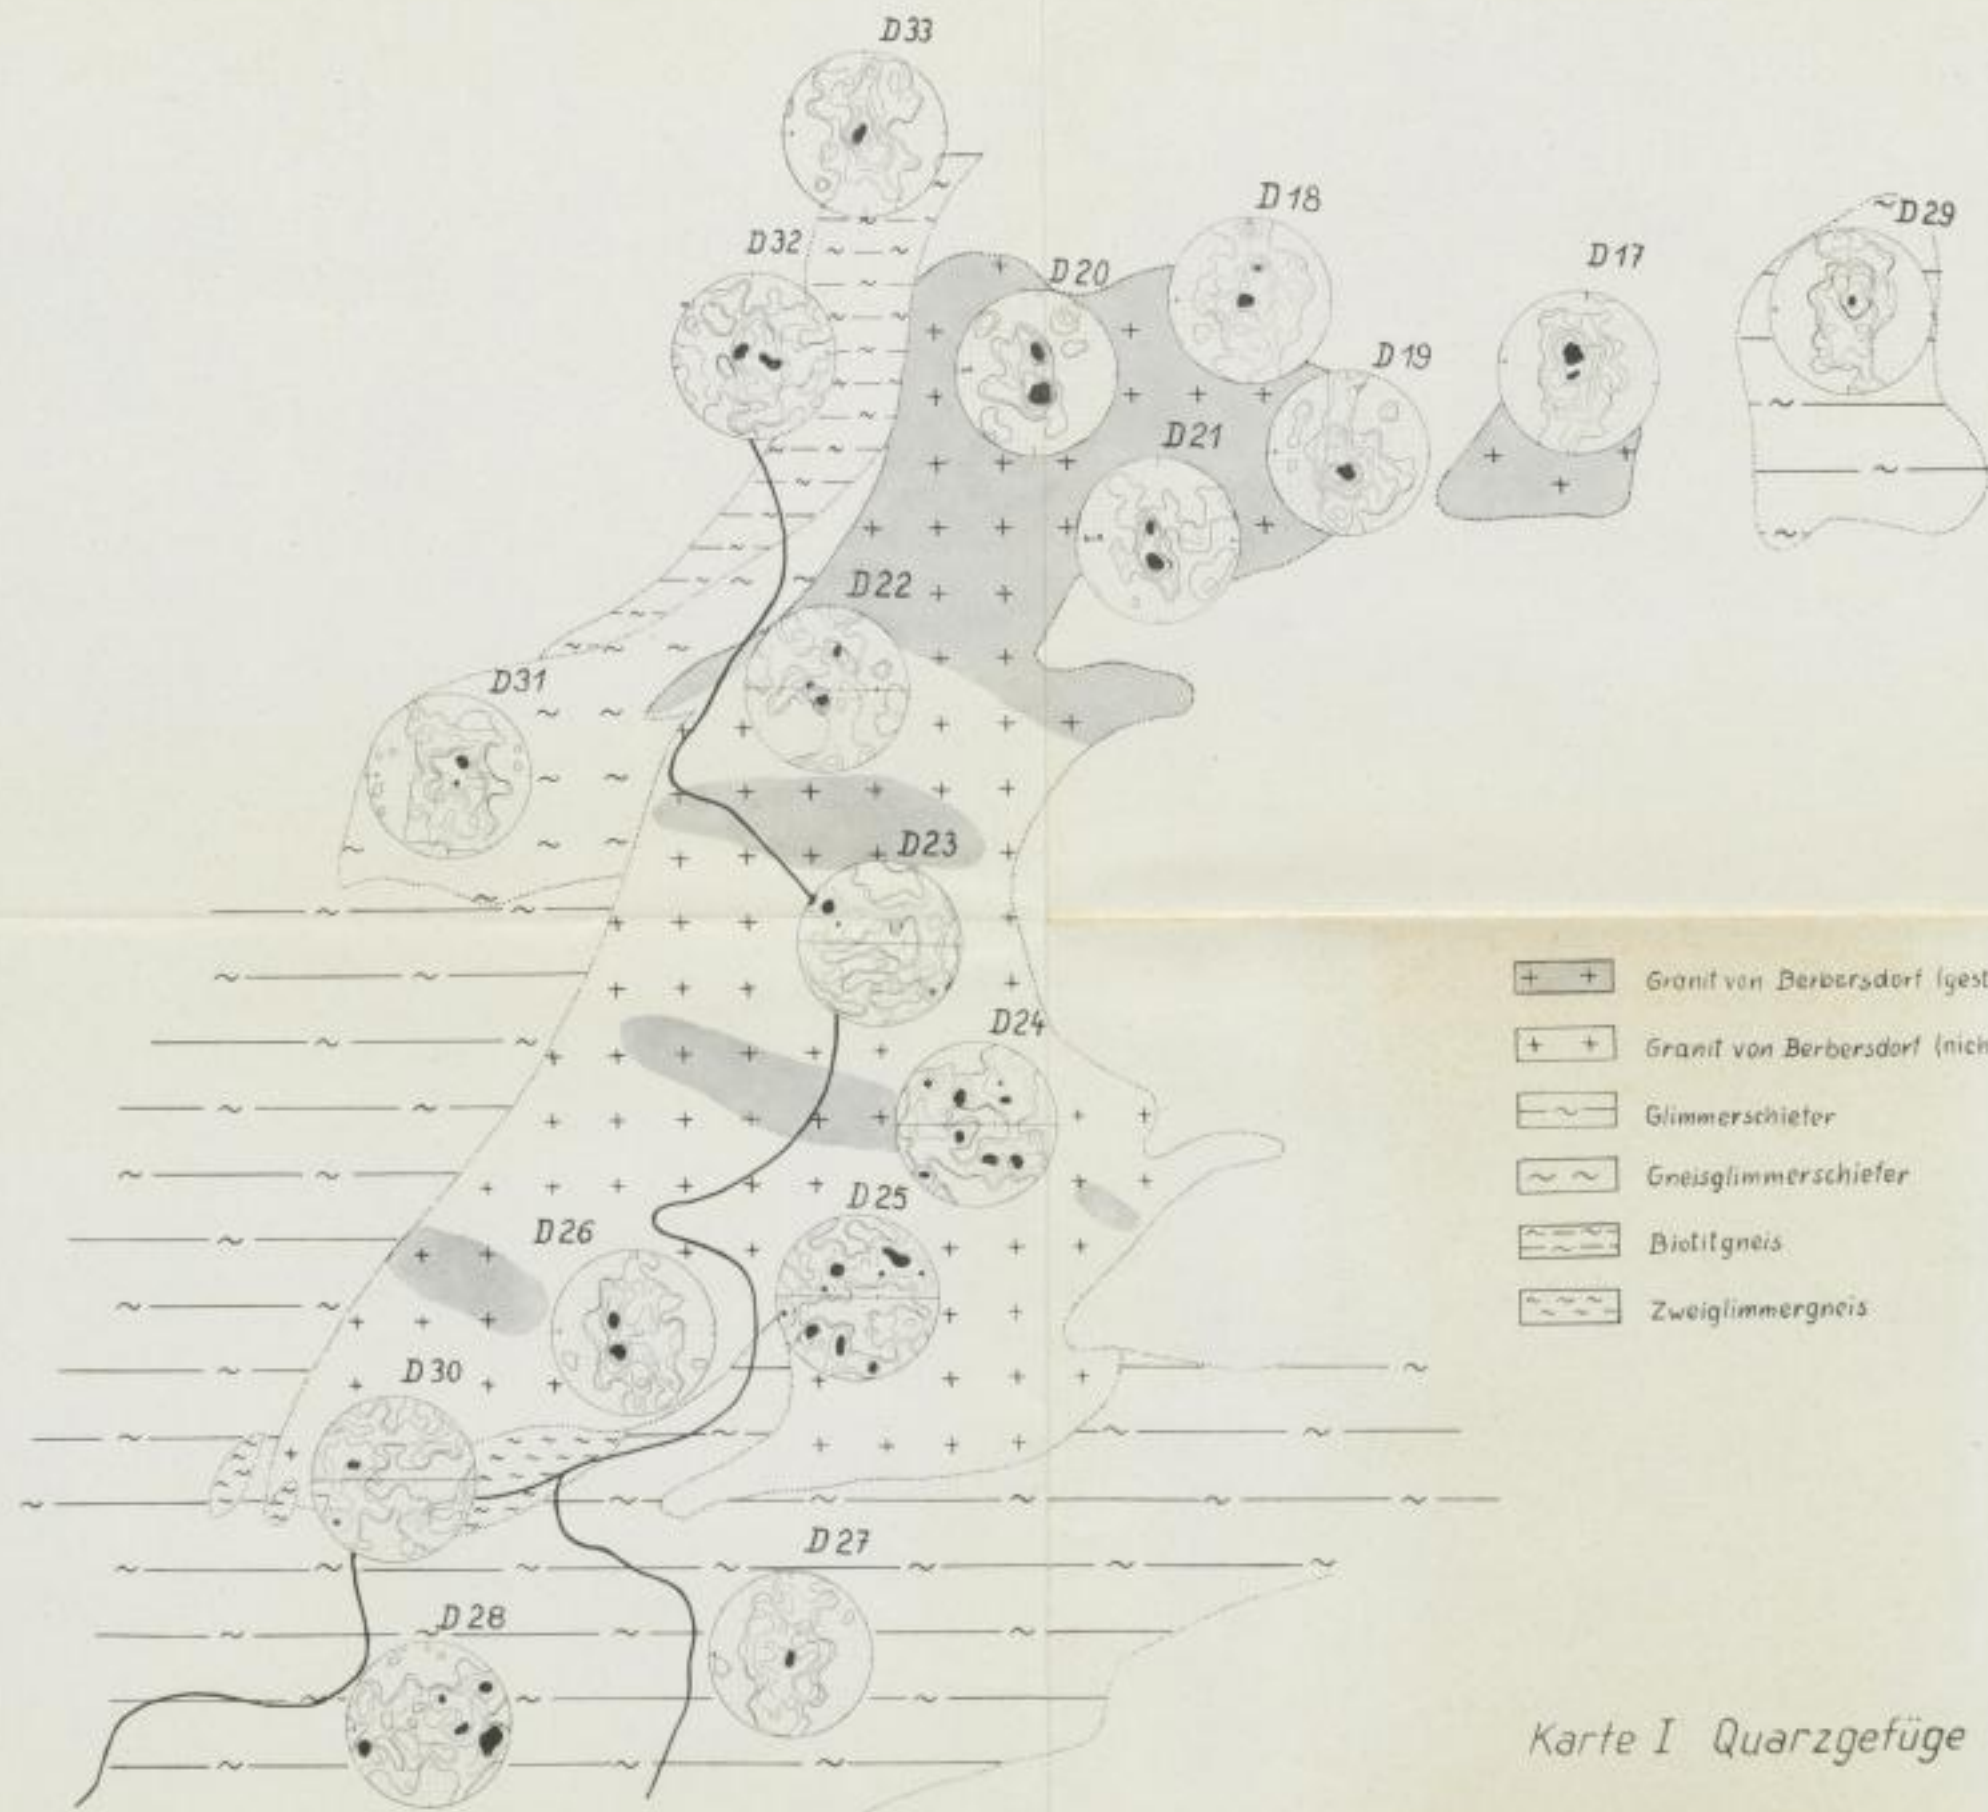 D33
D18
D29
D32
D17
D20
D19
D21
D22
D31
D23
Granit von Berbersdorf (gest
D24
Granit von Berbersdorf (nich
Glimmerschiefer
Gneisglimmerschiefer
D25
D26
Biotitgneis
Zweiglimmergneis
D30
D27
D28
Karte I Quarzgefüge